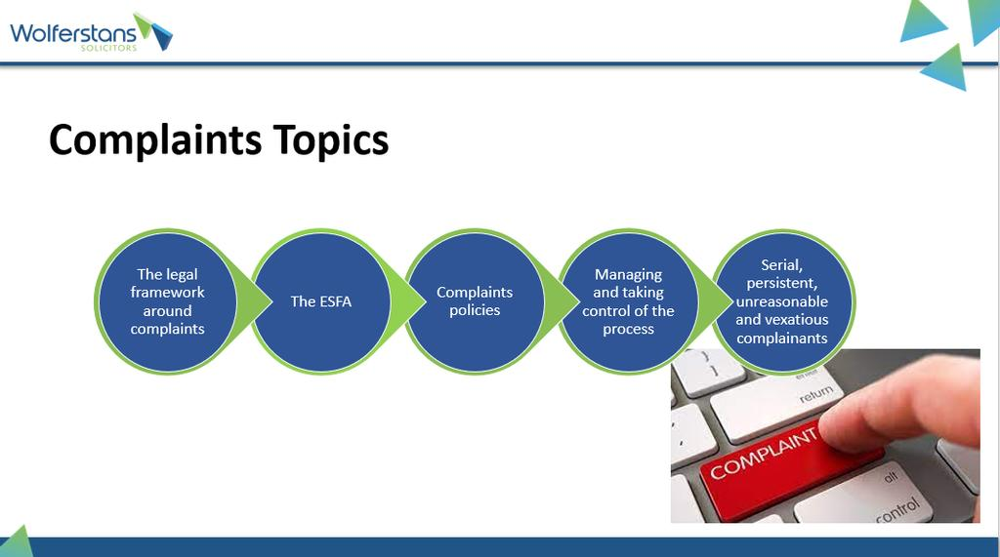 Wolferstans
SOLICITORS
Complaints Topics
The legal
framework
around
complaints
The ESFA
Complaints
policies
Managing
and taking
control of the
process
Serial,
persistent,
unreasonable
and vexatious
complainants
enter
return
COMPLAINT
alt
control